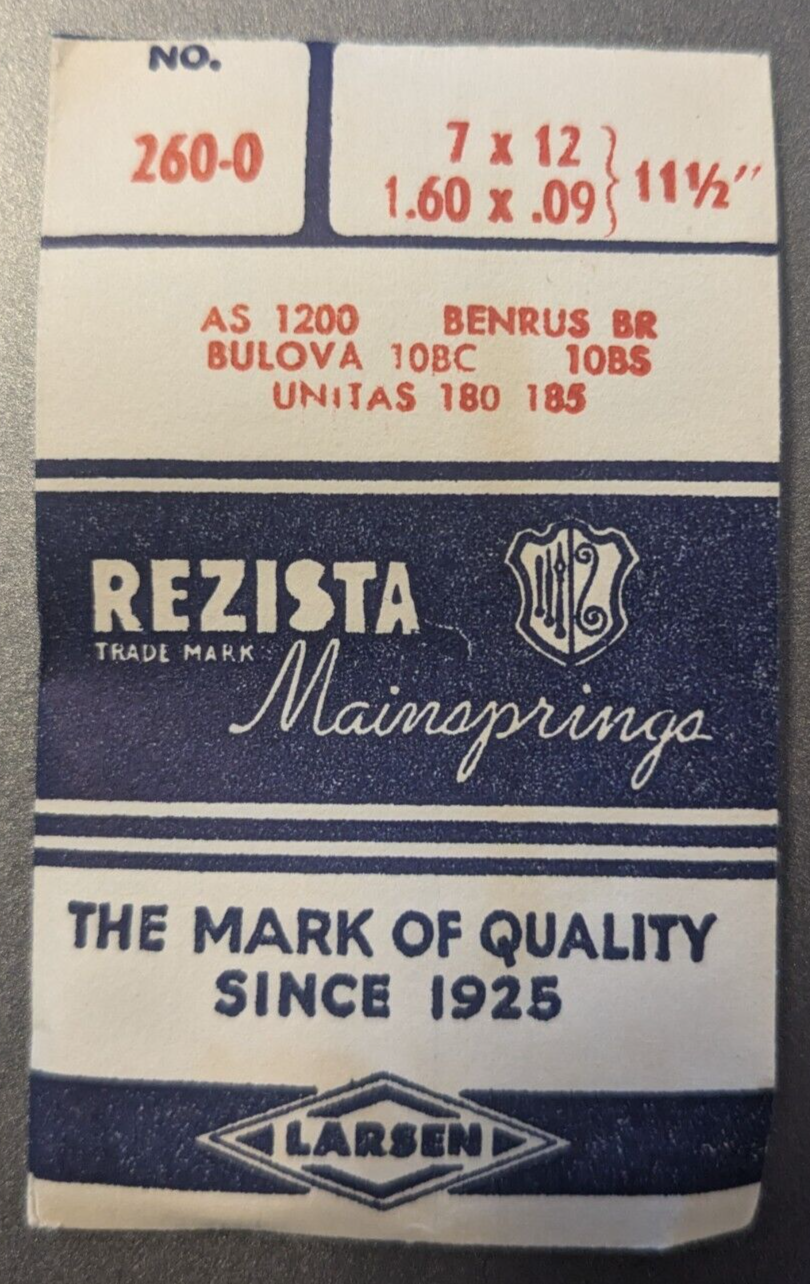 NO.
260-0
7 x 12
1.60 x .09 } 11½"
AS 1200 BENRUS BR
BULOVA 10BC 10BS
UNITAS 180 185
REZISTA
TRADE MARK
Mainsprings
THE MARK OF QUALITY
SINCE 1925
LARSEN